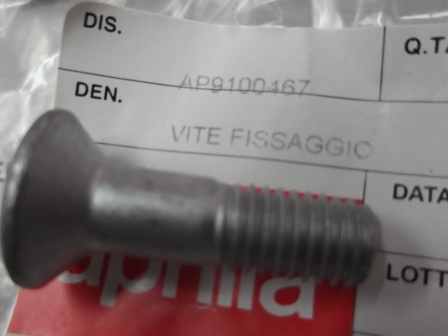 DIS.
Q.TA
AP9100467
DEN.
VITE FISSAGGIO
DATA
LOTT
aprilia